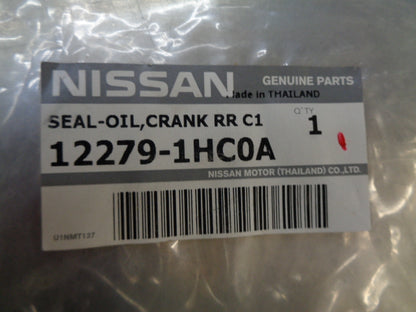 NISSAN GENUINE PARTS
Made in THAILAND
SEAL-OIL,CRANK RR C1
Q'TY
1
12279-1HC0A
NISSAN MOTOR (THAILAND) CO.,LTD.
U1NMT127